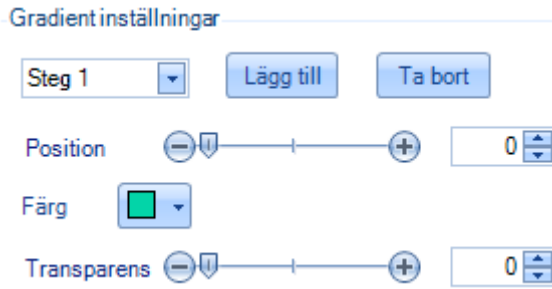 Gradient inställningar
Steg 1 Lägg till Ta bort
Position 0
Färg
Transparens 0